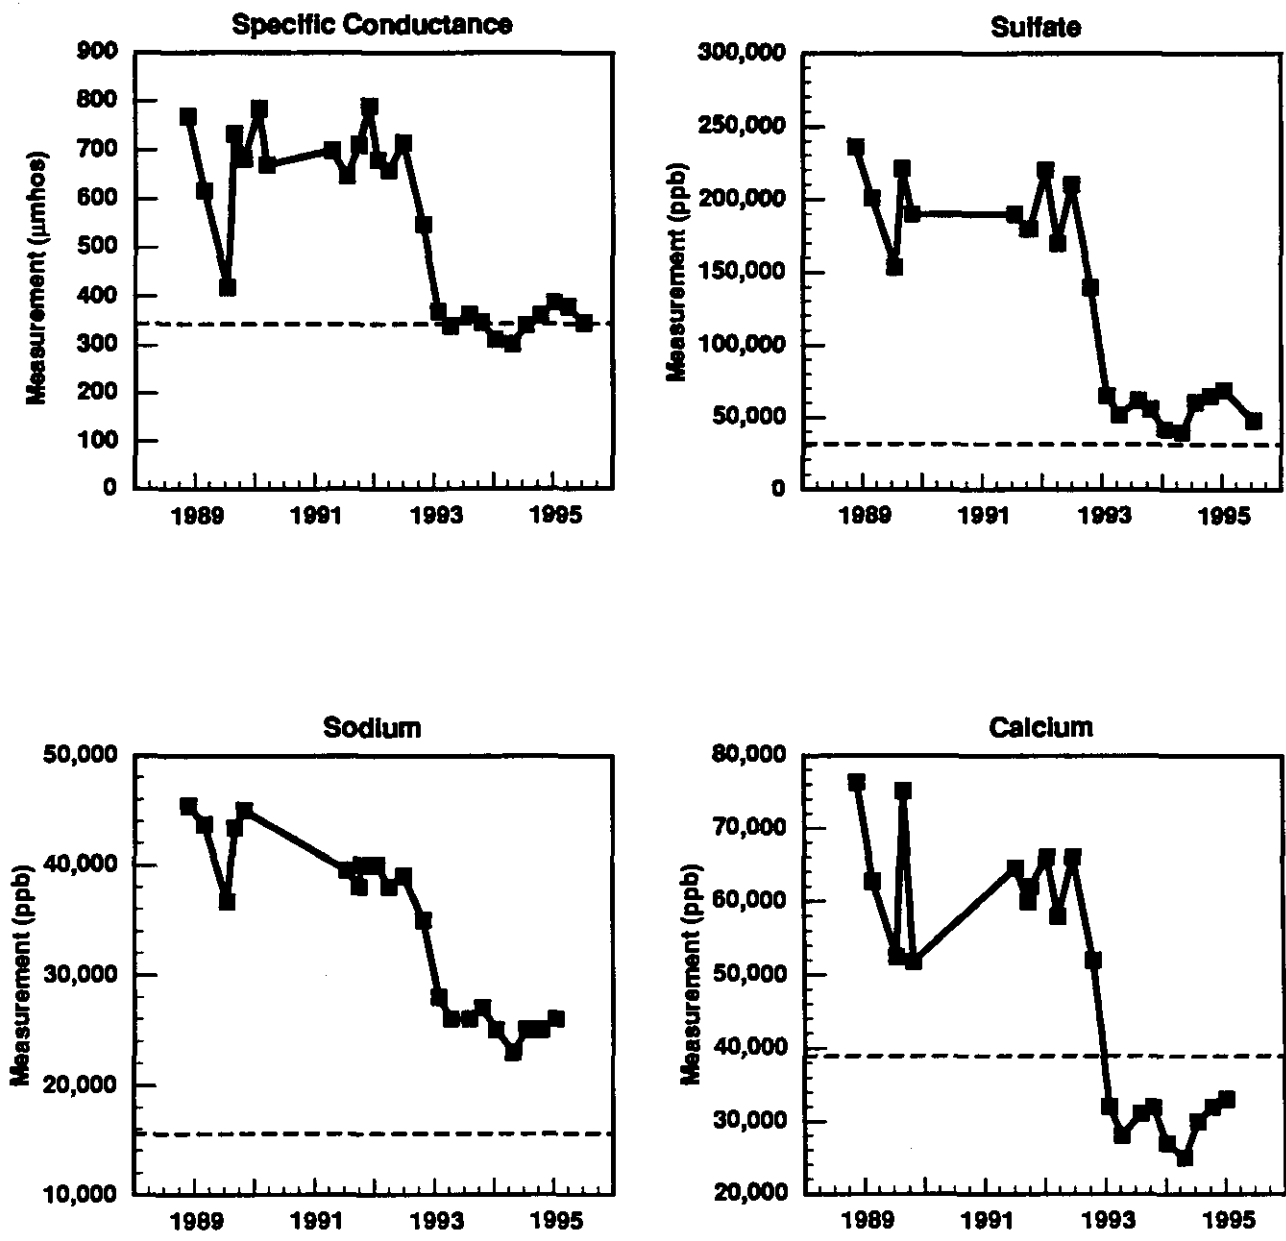 Specific Conductance
Measurement (µmhos)
900
800
700
600
500
400
300
200
100
0
1989 1991 1993 1995
Sulfate
Measurement (ppb)
300,000
250,000
200,000
150,000
100,000
50,000
0
1989 1991 1993 1995
Sodium
Measurement (ppb)
50,000
40,000
30,000
20,000
10,000
1989 1991 1993 1995
Calcium
Measurement (ppb)
80,000
70,000
60,000
50,000
40,000
30,000
20,000
1989 1991 1993 1995